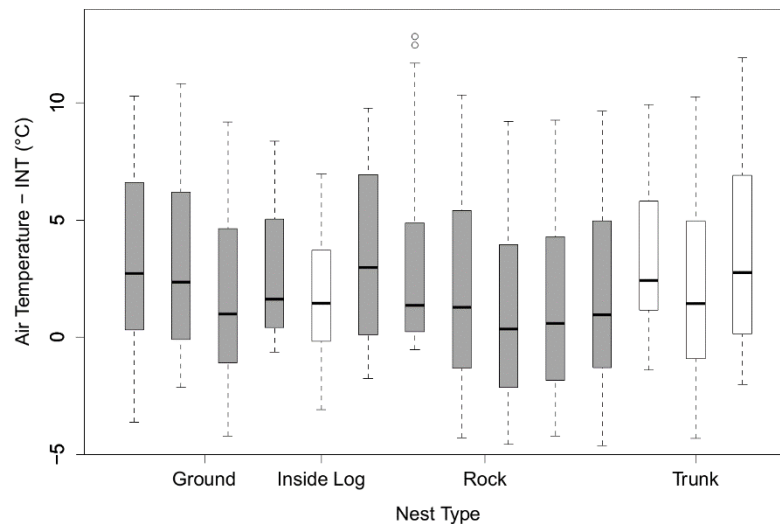 Air Temperature − INT (°C)
10
5
0
−5
Ground Inside Log Rock Trunk
Nest Type